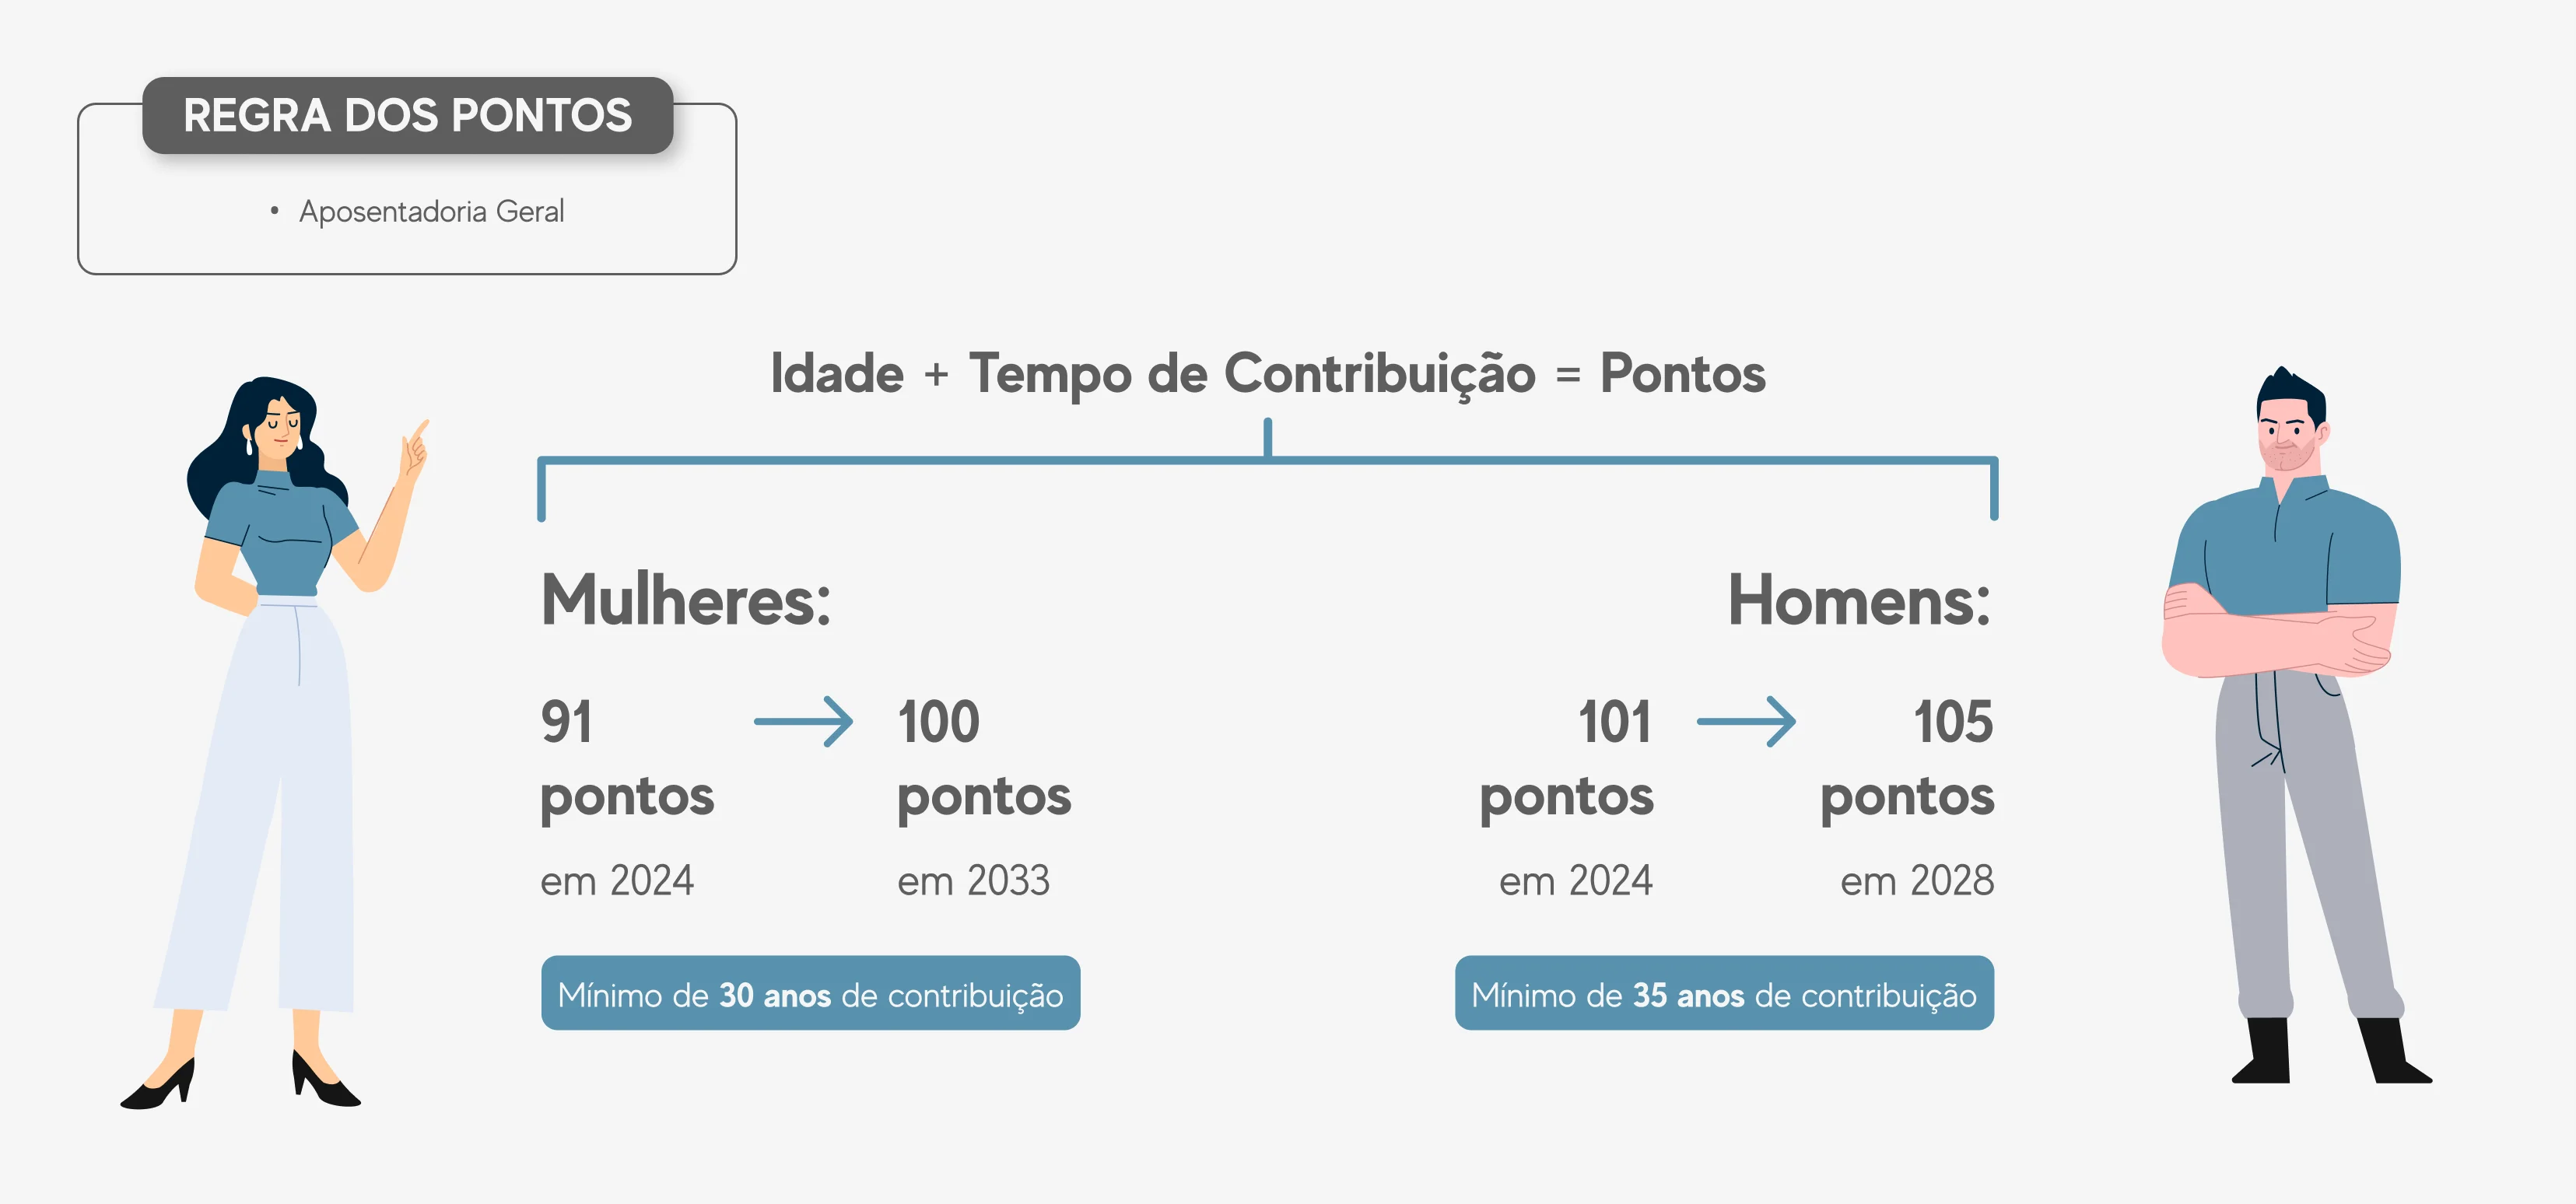 REGRA DOS PONTOS
• Aposentadoria Geral
Idade + Tempo de Contribuição = Pontos
Mulheres:
91
pontos
em 2024
100
pontos
em 2033
Mínimo de 30 anos de contribuição
Homens:
101
pontos
em 2024
105
pontos
em 2028
Mínimo de 35 anos de contribuição